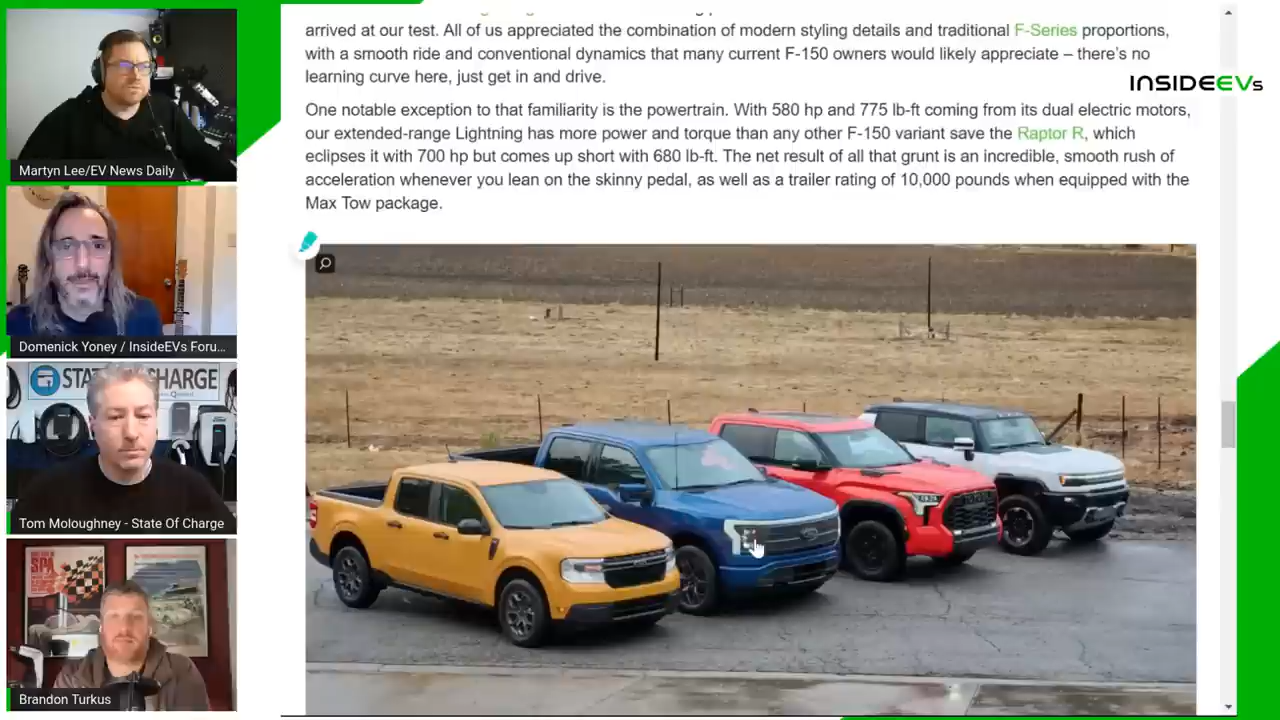 arrived at our test. All of us appreciated the combination of modern styling details and traditional F-Series proportions,
with a smooth ride and conventional dynamics that many current F-150 owners would likely appreciate – there's no
learning curve here, just get in and drive.
INSIDEEVs
One notable exception to that familiarity is the powertrain. With 580 hp and 775 lb-ft coming from its dual electric motors,
our extended-range Lightning has more power and torque than any other F-150 variant save the Raptor R, which
eclipses it with 700 hp but comes up short with 680 lb-ft. The net result of all that grunt is an incredible, smooth rush of
acceleration whenever you lean on the skinny pedal, as well as a trailer rating of 10,000 pounds when equipped with the
Max Tow package.
Martyn Lee/EV News Daily
Domenick Yoney / InsideEVs Foru...
STAT
CHARGE
Tom Moloughney - State Of Charge
SPA
Brandon Turkus